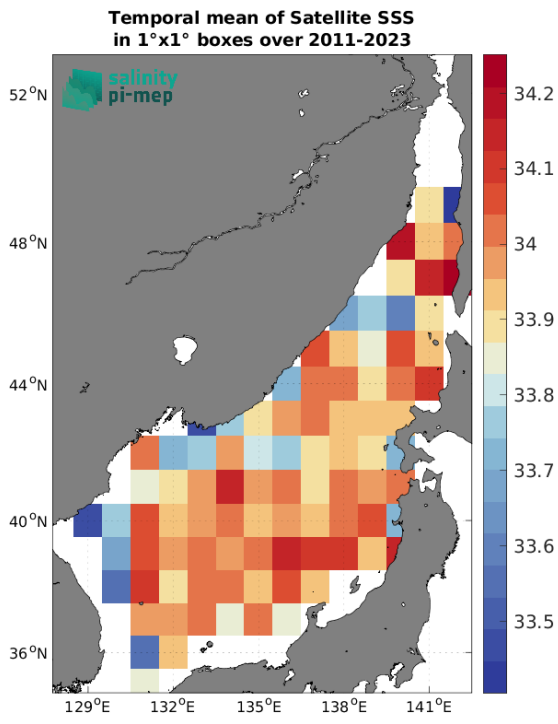 Temporal mean of Satellite SSS
in 1°x1° boxes over 2011-2023
salinity
pi-mep
52°N
48°N
44°N
40°N
36°N
129°E
132°E
135°E
138°E
141°E
34.2
34.1
34
33.9
33.8
33.7
33.6
33.5